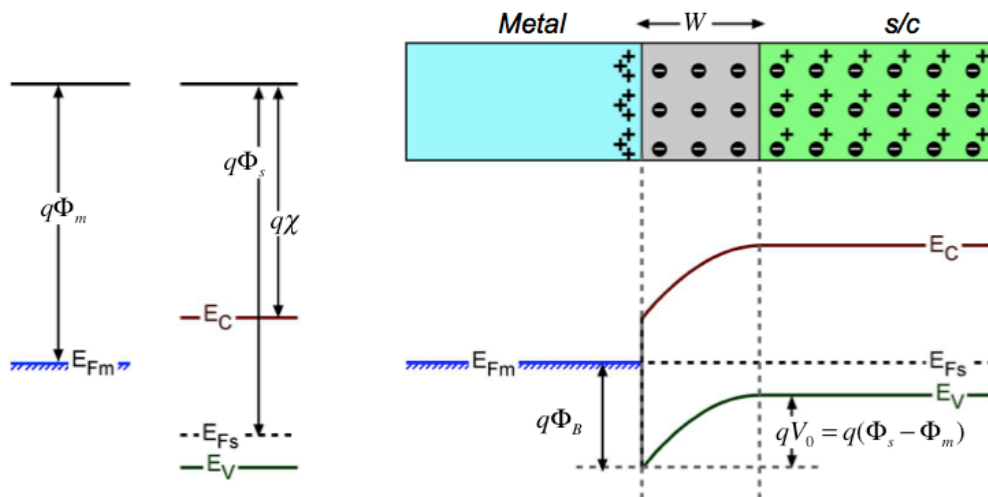 Metal
W
s/c
qΦm
qΦs
qχ
EC
EFm
EFs
EV
EC
EFm
EFs
EV
qΦB
qV0 = q(Φs − Φm)